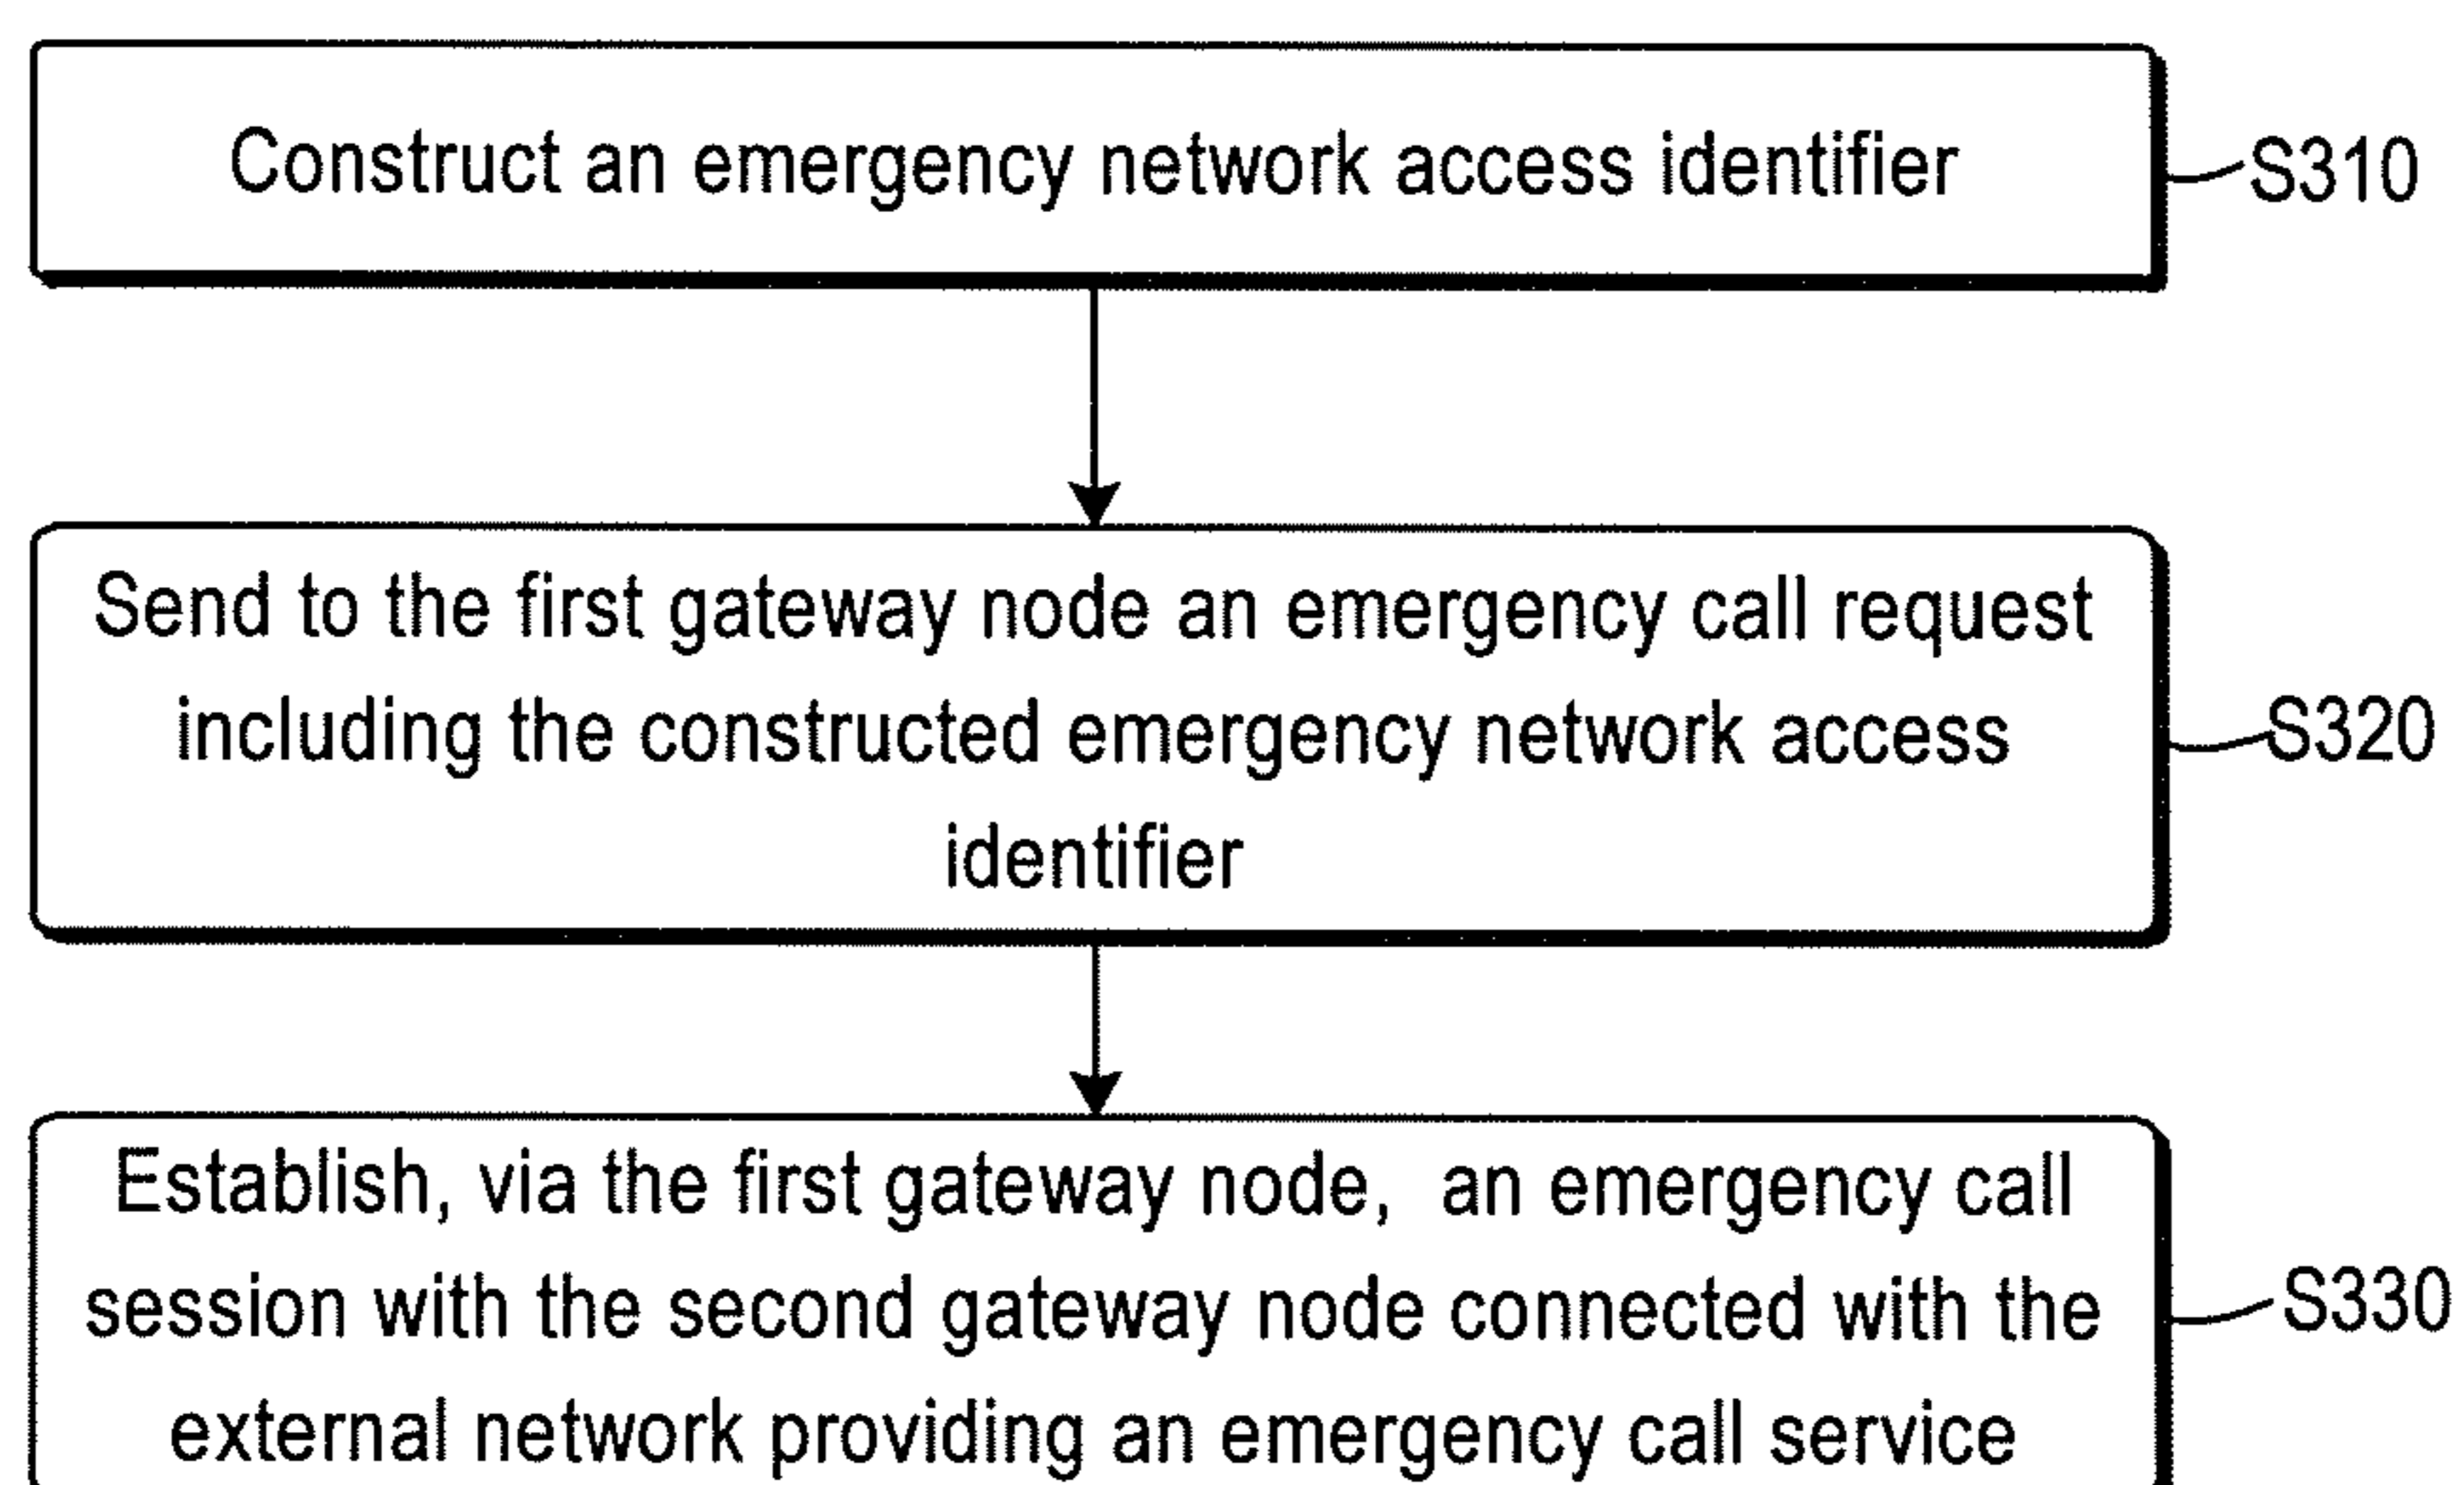 Construct an emergency network access identifier
S310
Send to the first gateway node an emergency call request
including the constructed emergency network access
S320
identifier
Establish, via the first gateway node, an emergency call
session with the second gateway node connected with the
S330
external network providing an emergency call service